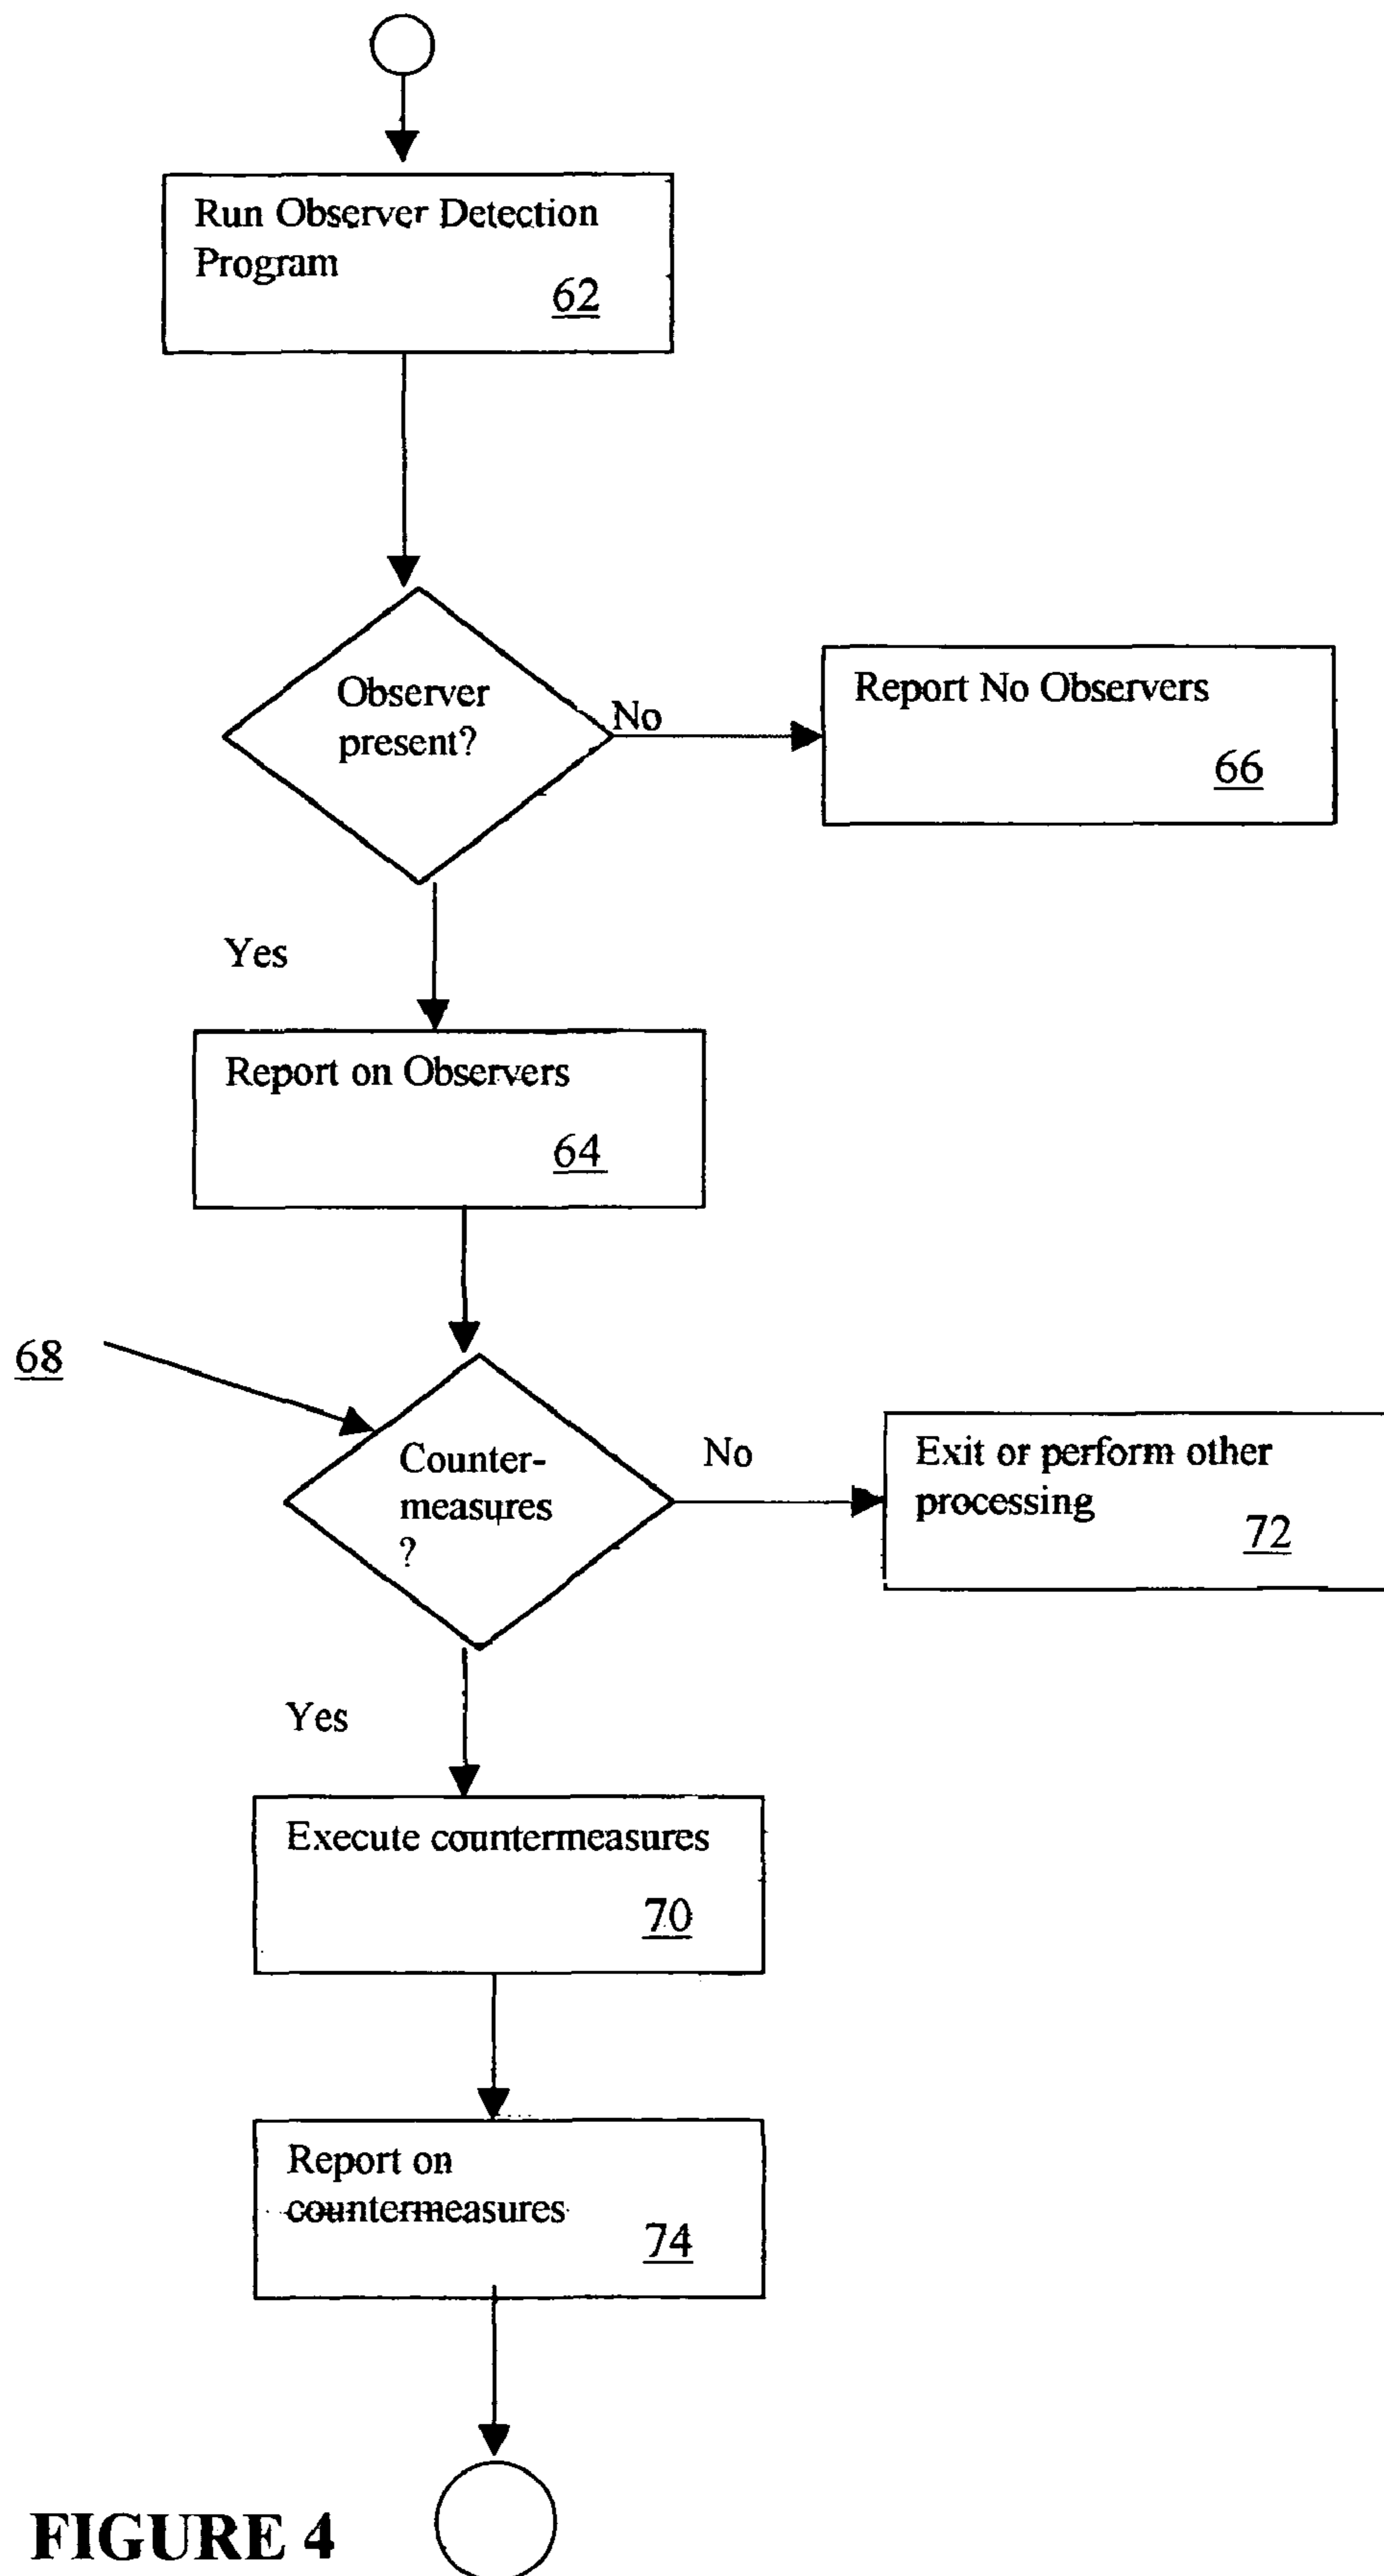 Run Observer Detection
Program
62
Observer
present?
No
Report No Observers
66
Yes
Report on Observers
64
68
Counter-
measures
?
No
Exit or perform other
processing
72
Yes
Execute countermeasures
70
Report on
countermeasures
74
FIGURE 4